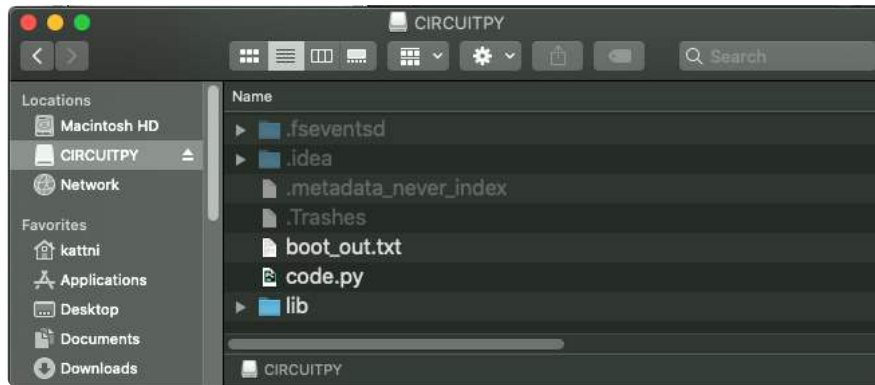 CIRCUITPY
Search
Locations
Macintosh HD
CIRCUITPY
Network
Favorites
kattni
Applications
Desktop
Documents
Downloads
Name
.fseventsd
.idea
.metadata_never_index
.Trashes
boot_out.txt
code.py
lib
CIRCUITPY